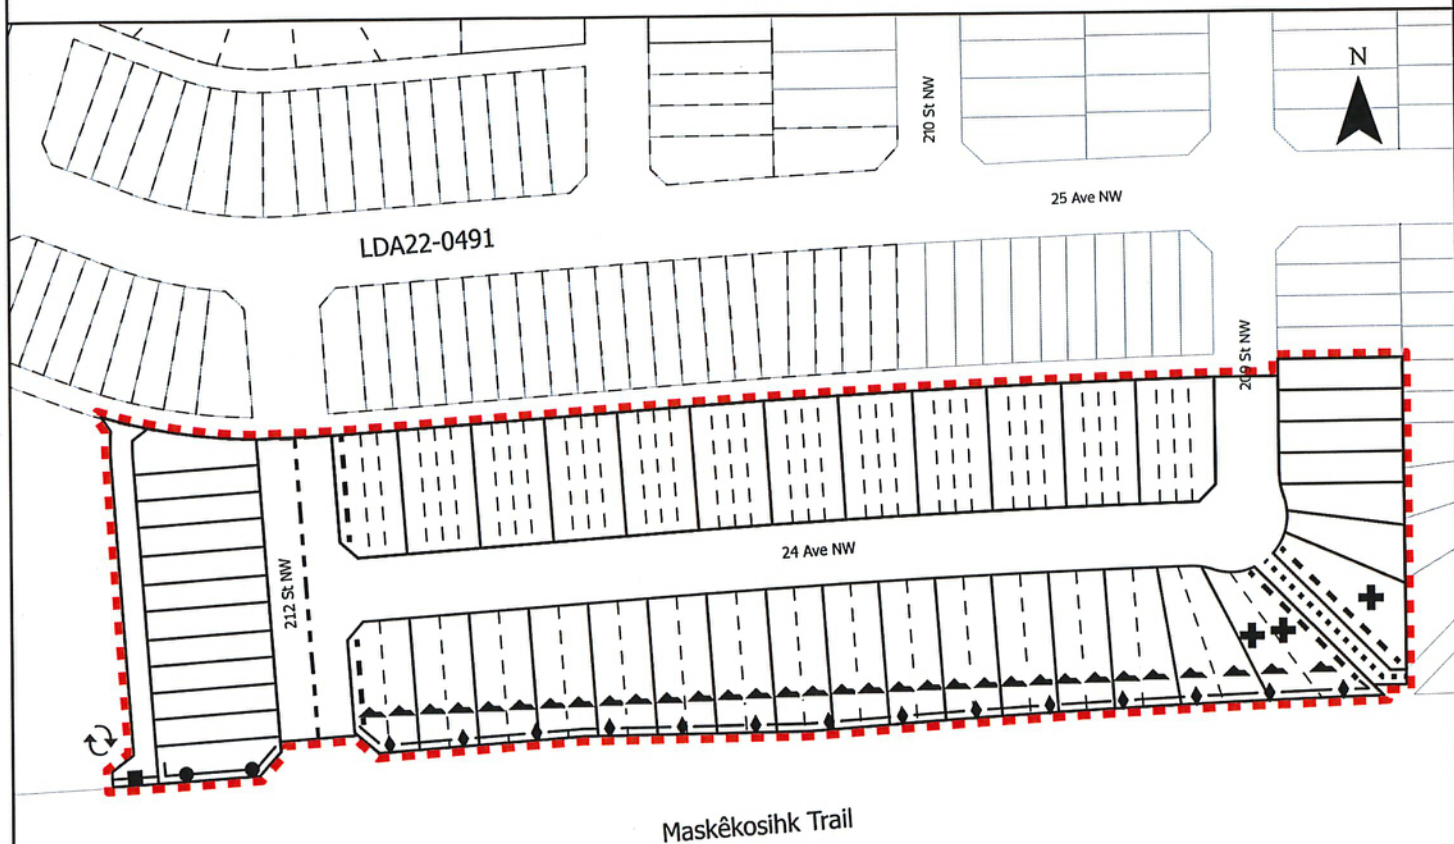 N
210 St NW
25 Ave NW
LDA22-0491
209 St NW
24 Ave NW
212 St NW
Maskêkosihk Trail